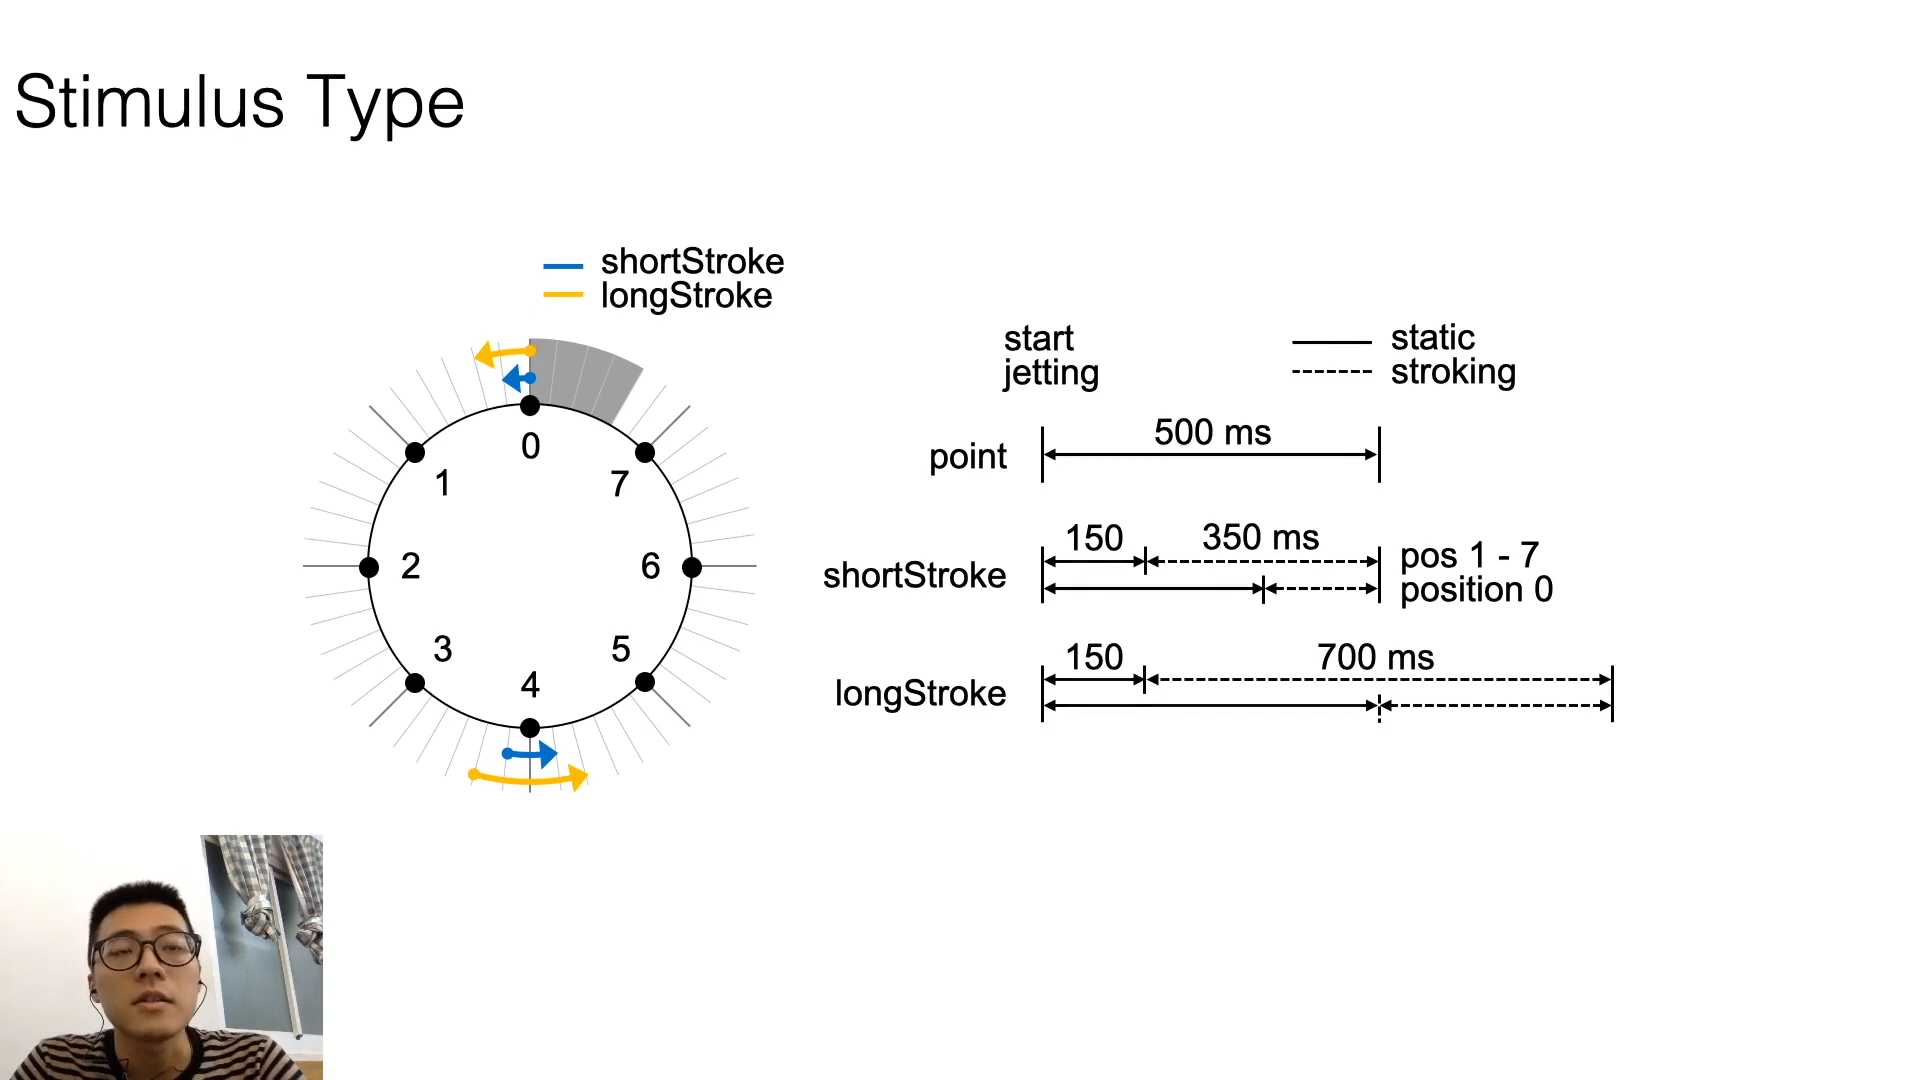 Stimulus Type
shortStroke
longStroke
0
1
7
2
6
3
5
4
start
jetting
static
stroking
point
500 ms
shortStroke
150
350 ms
pos 1 - 7
position 0
longStroke
150
700 ms